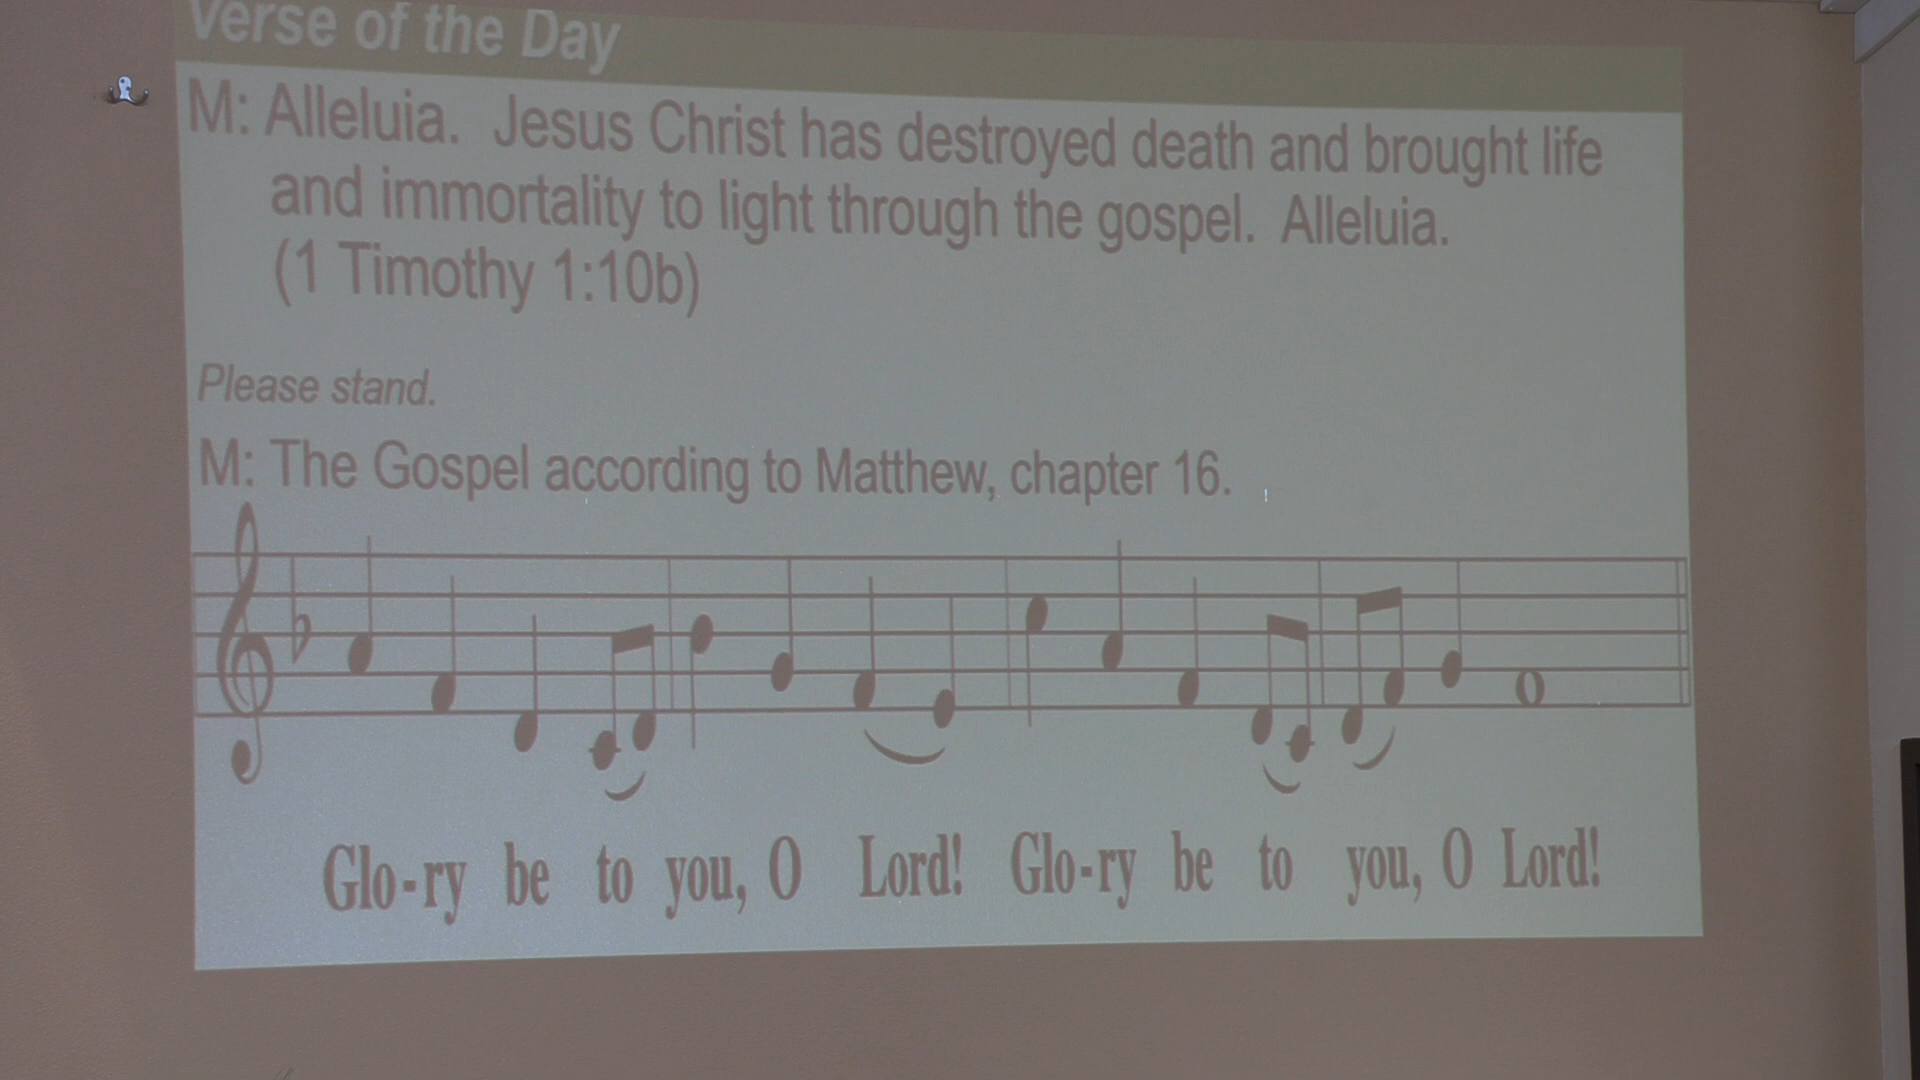 Verse of the Day
M: Alleluia. Jesus Christ has destroyed death and brought life
and immortality to light through the gospel. Alleluia.
(1 Timothy 1:10b)
Please stand.
M: The Gospel according to Matthew, chapter 16.
Glo-ry be to you, O Lord! Glo-ry be to you, O Lord!